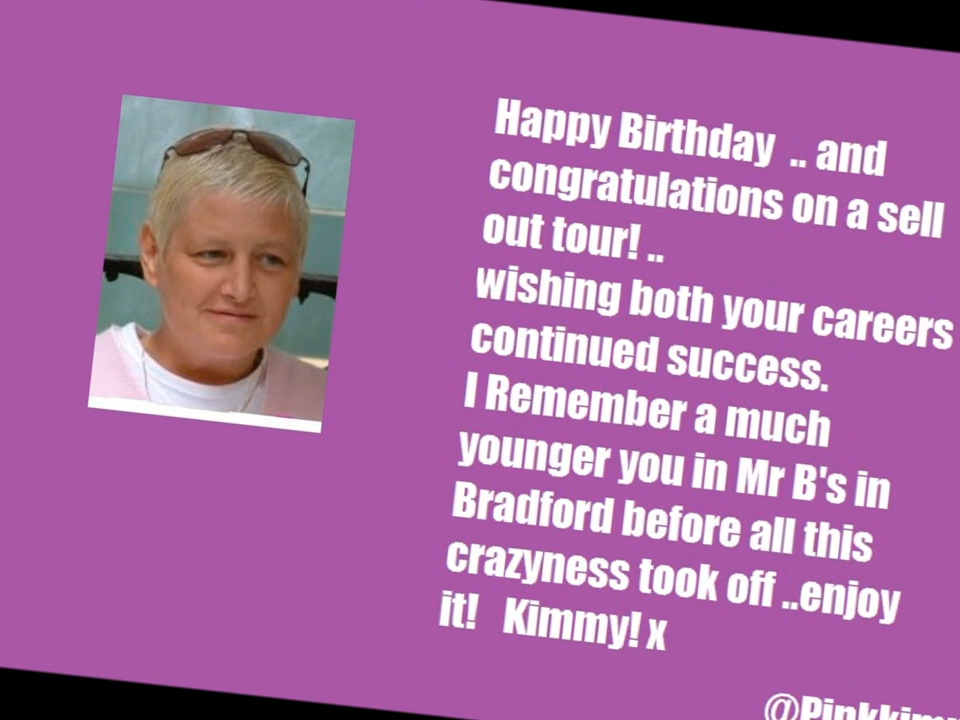 Happy Birthday .. and
congratulations on a sell
out tour! ..
wishing both your careers
continued success.
I Remember a much
younger you in Mr B's in
Bradford before all this
crazyness took off ..enjoy
it! Kimmy! x